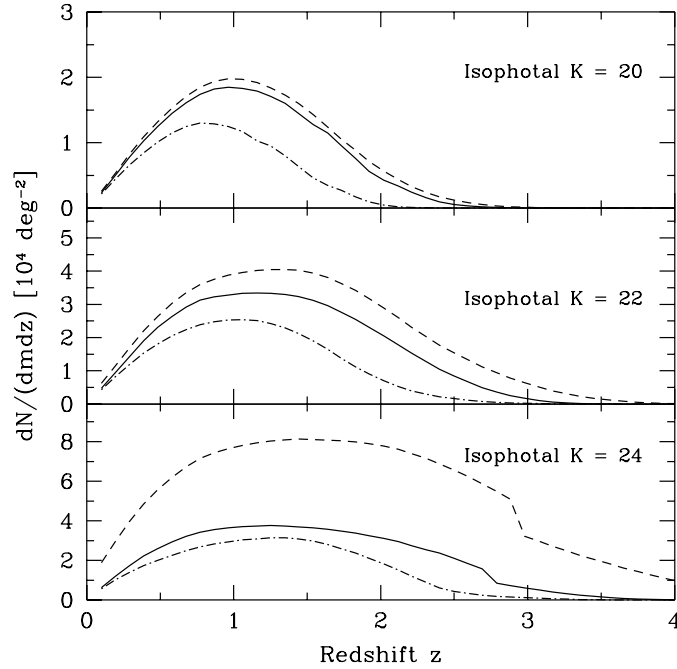 3
2
1
0
Isophotal K = 20
5
4
3
2
1
0
Isophotal K = 22
8
6
4
2
0
Isophotal K = 24
0 1 2 3 4
Redshift z
dN/(dmdz) [10⁴ deg⁻²]